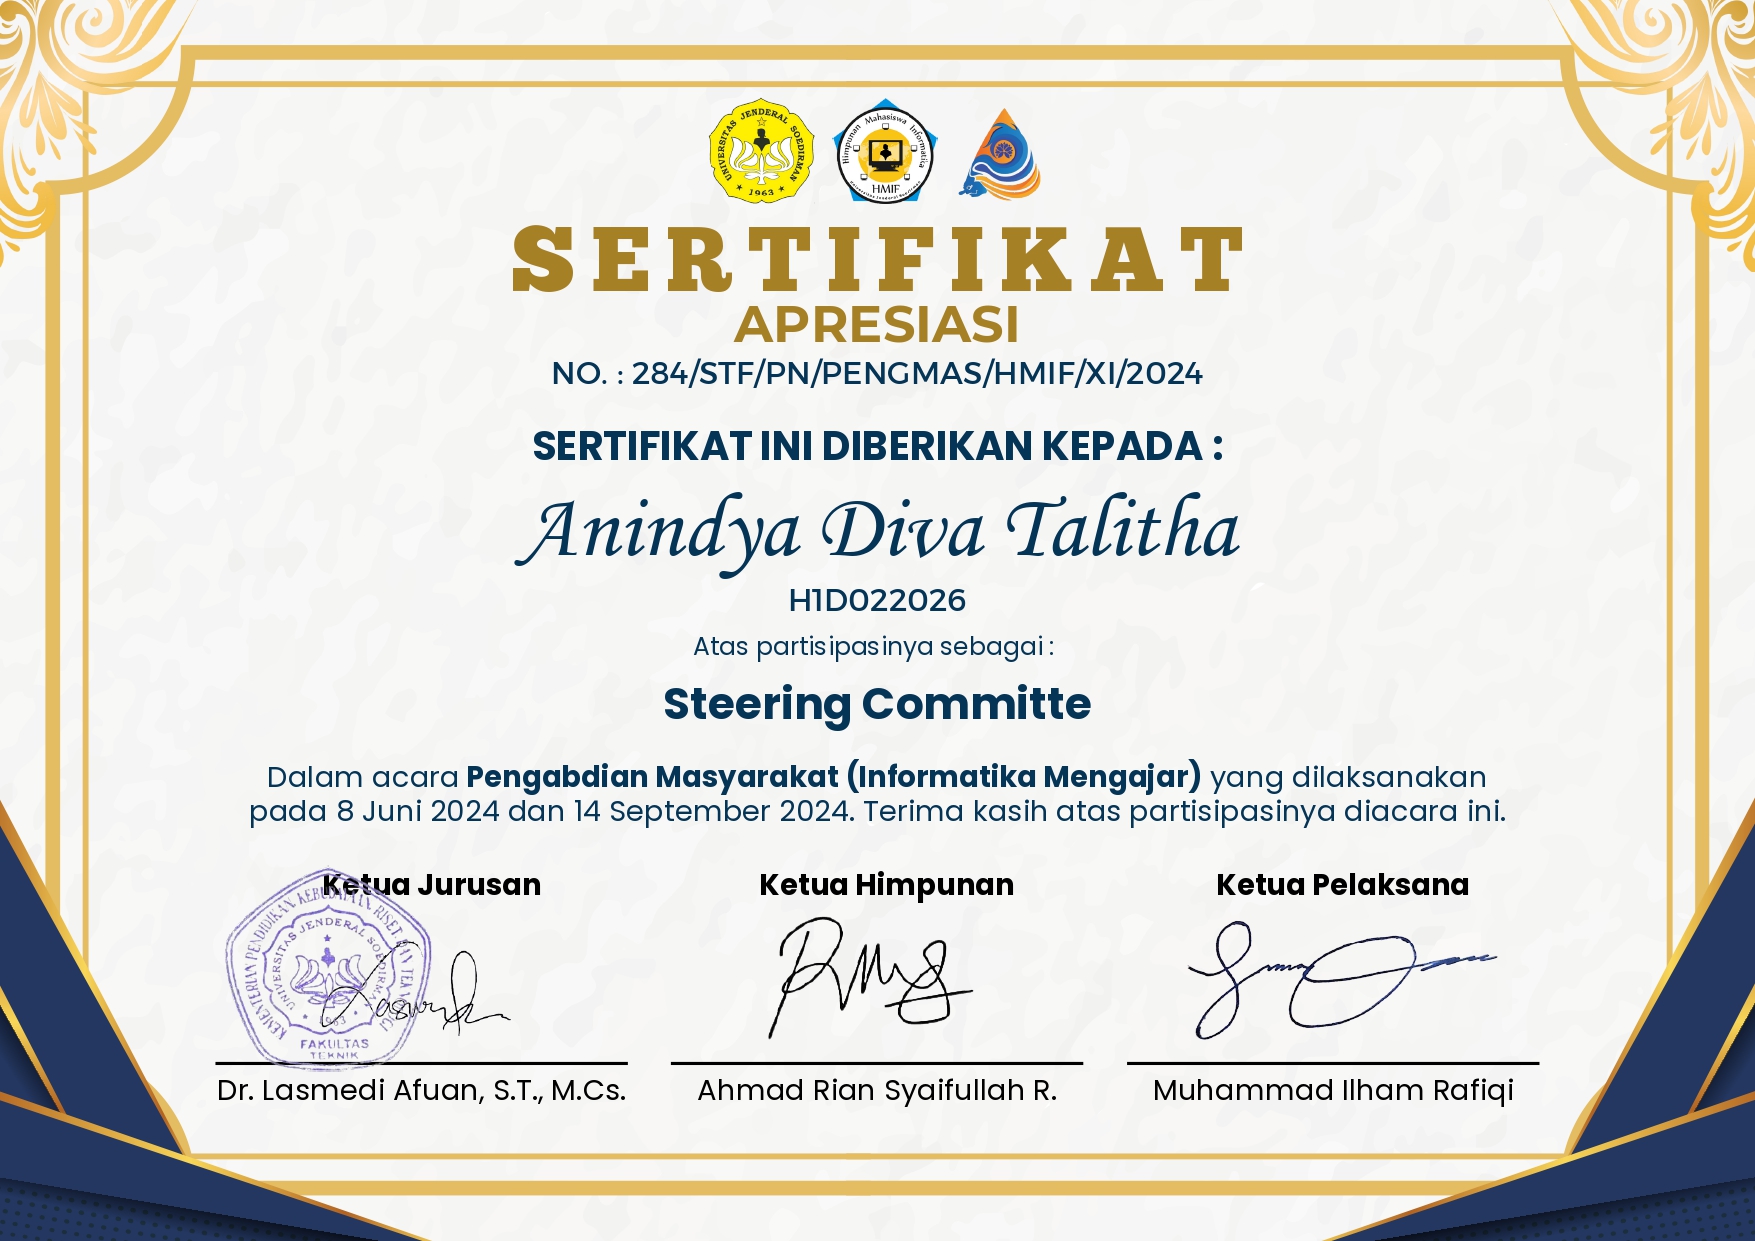 UNIVERSITAS JENDERAL SOEDIRMAN
★ 1963 ★
Himpunan Mahasiswa Informatika
HMIF
Universitas Jenderal Soedirman
SERTIFIKAT
APRESIASI
NO. : 284/STF/PN/PENGMAS/HMIF/XI/2024
SERTIFIKAT INI DIBERIKAN KEPADA :
Anindya Diva Talitha
H1D022026
Atas partisipasinya sebagai :
Steering Committe
Dalam acara Pengabdian Masyarakat (Informatika Mengajar) yang dilaksanakan
pada 8 Juni 2024 dan 14 September 2024. Terima kasih atas partisipasinya diacara ini.
Ketua Jurusan
Ketua Himpunan
Ketua Pelaksana
KEMENTERIAN PENDIDIKAN KEBUDAYAAN, RISET, DAN TEKNOLOGI
UNIVERSITAS JENDERAL SOEDIRMAN
1963
FAKULTAS
TEKNIK
Dr. Lasmedi Afuan, S.T., M.Cs.
Ahmad Rian Syaifullah R.
Muhammad Ilham Rafiqi